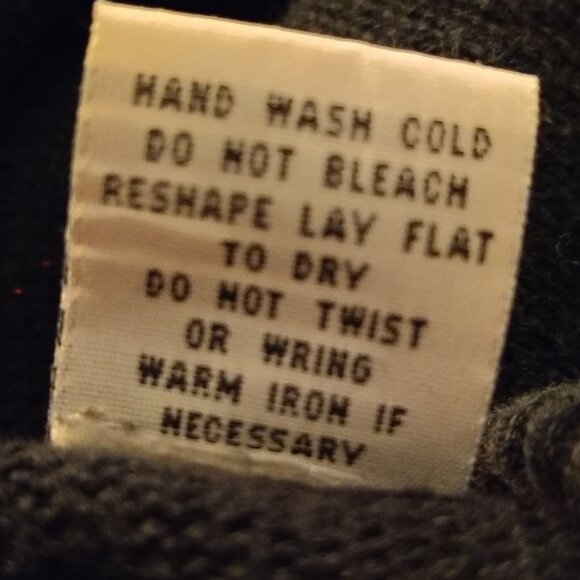 HAND WASH COLD
DO NOT BLEACH
RESHAPE LAY FLAT
TO DRY
DO NOT TWIST
OR WRING
WARM IRON IF
NECESSARY